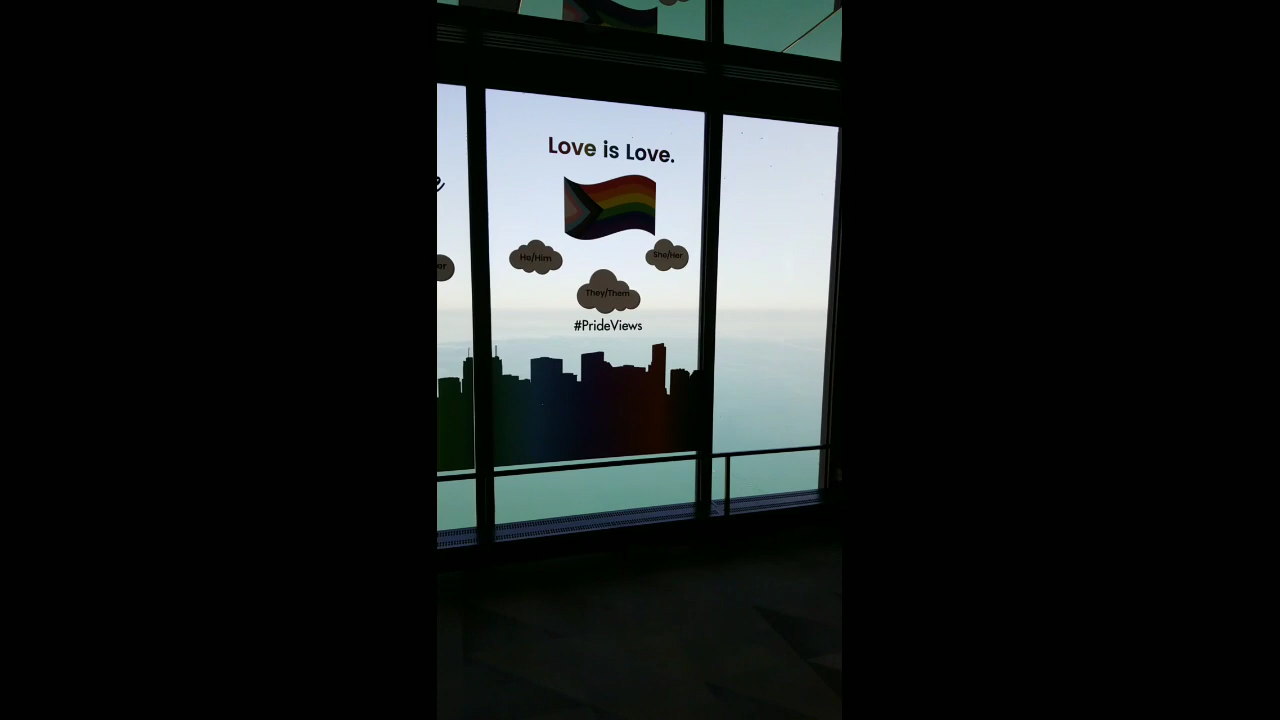 Love is Love.
He/Him
She/Her
They/Them
#PrideViews